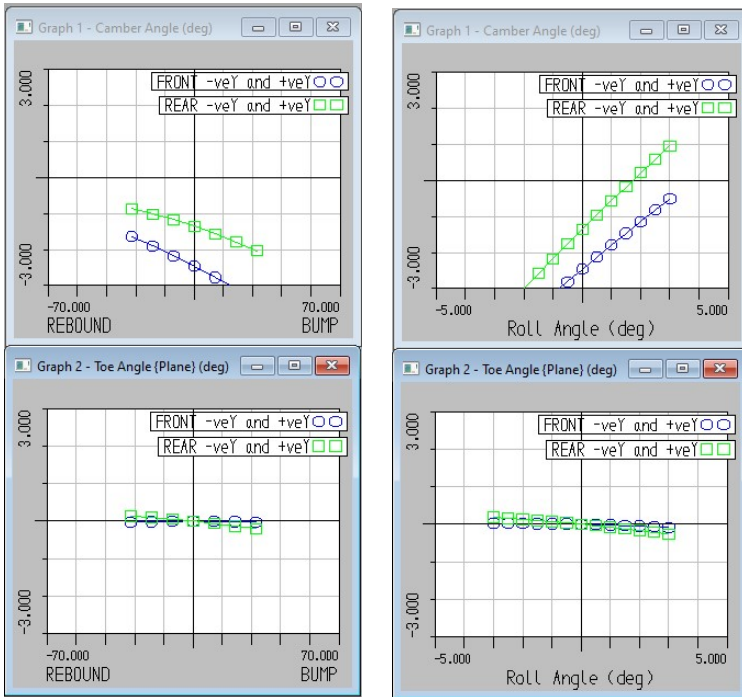 Graph 1 - Camber Angle (deg)
FRONT -veY and +veY
REAR -veY and +veY
3.000
-3.000
-70.000
70.000
REBOUND
BUMP
Graph 1 - Camber Angle (deg)
FRONT -veY and +veY
REAR -veY and +veY
3.000
-3.000
-5.000
5.000
Roll Angle (deg)
Graph 2 - Toe Angle {Plane} (deg)
FRONT -veY and +veY
REAR -veY and +veY
3.000
-3.000
-70.000
70.000
REBOUND
BUMP
Graph 2 - Toe Angle {Plane} (deg)
FRONT -veY and +veY
REAR -veY and +veY
3.000
-3.000
-5.000
5.000
Roll Angle (deg)